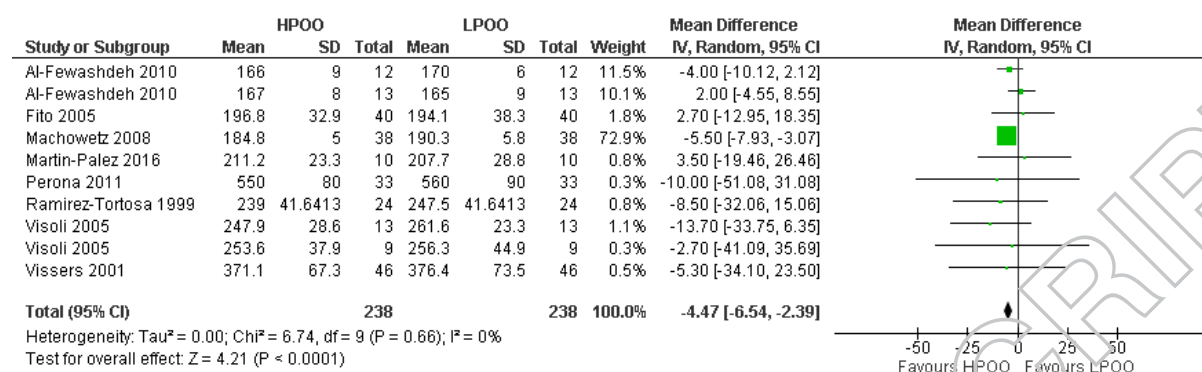 HPOO LPOO Mean Difference Mean Difference
Study or Subgroup Mean SD Total Mean SD Total Weight IV, Random, 95% CI IV, Random, 95% CI
Al-Fewashdeh 2010 166 9 12 170 6 12 11.5% -4.00 [-10.12, 2.12]
Al-Fewashdeh 2010 167 8 13 165 9 13 10.1% 2.00 [-4.55, 8.55]
Fito 2005 196.8 32.9 40 194.1 38.3 40 1.8% 2.70 [-12.95, 18.35]
Machowetz 2008 184.8 5 38 190.3 5.8 38 72.9% -5.50 [-7.93, -3.07]
Martin-Palez 2016 211.2 23.3 10 207.7 28.8 10 0.8% 3.50 [-19.46, 26.46]
Perona 2011 550 80 33 560 90 33 0.3% -10.00 [-51.08, 31.08]
Ramirez-Tortosa 1999 239 41.6413 24 247.5 41.6413 24 0.8% -8.50 [-32.06, 15.06]
Visoli 2005 247.9 28.6 13 261.6 23.3 13 1.1% -13.70 [-33.75, 6.35]
Visoli 2005 253.6 37.9 9 256.3 44.9 9 0.3% -2.70 [-41.09, 35.69]
Vissers 2001 371.1 67.3 46 376.4 73.5 46 0.5% -5.30 [-34.10, 23.50]
Total (95% CI) 238 238 100.0% -4.47 [-6.54, -2.39]
Heterogeneity: Tau² = 0.00; Chi² = 6.74, df = 9 (P = 0.66); I² = 0%
Test for overall effect: Z = 4.21 (P < 0.0001)
-50 -25 0 25 50
Favours HPOO Favours LPOO
CRIP